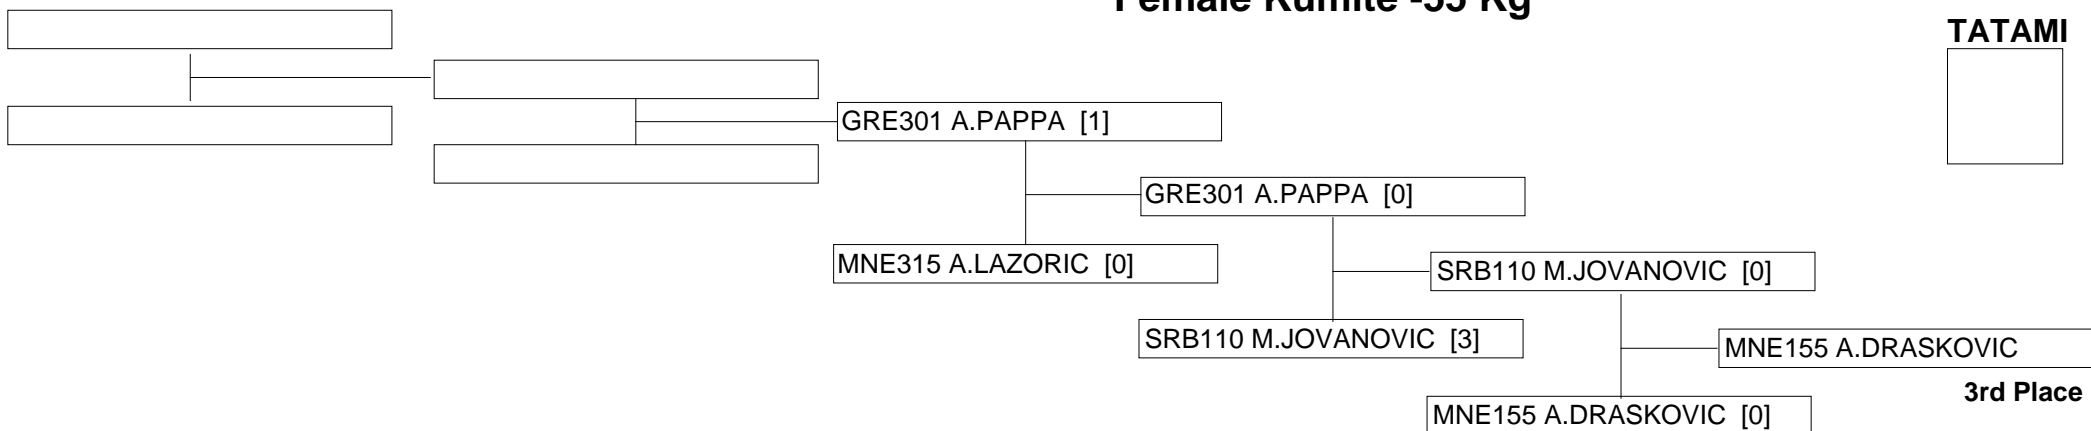 Female Kumite -55 Kg
TATAMI
GRE301 A.PAPPA [1]
GRE301 A.PAPPA [0]
MNE315 A.LAZORIC [0]
SRB110 M.JOVANOVIC [0]
SRB110 M.JOVANOVIC [3]
MNE155 A.DRASKOVIC
3rd Place
MNE155 A.DRASKOVIC [0]